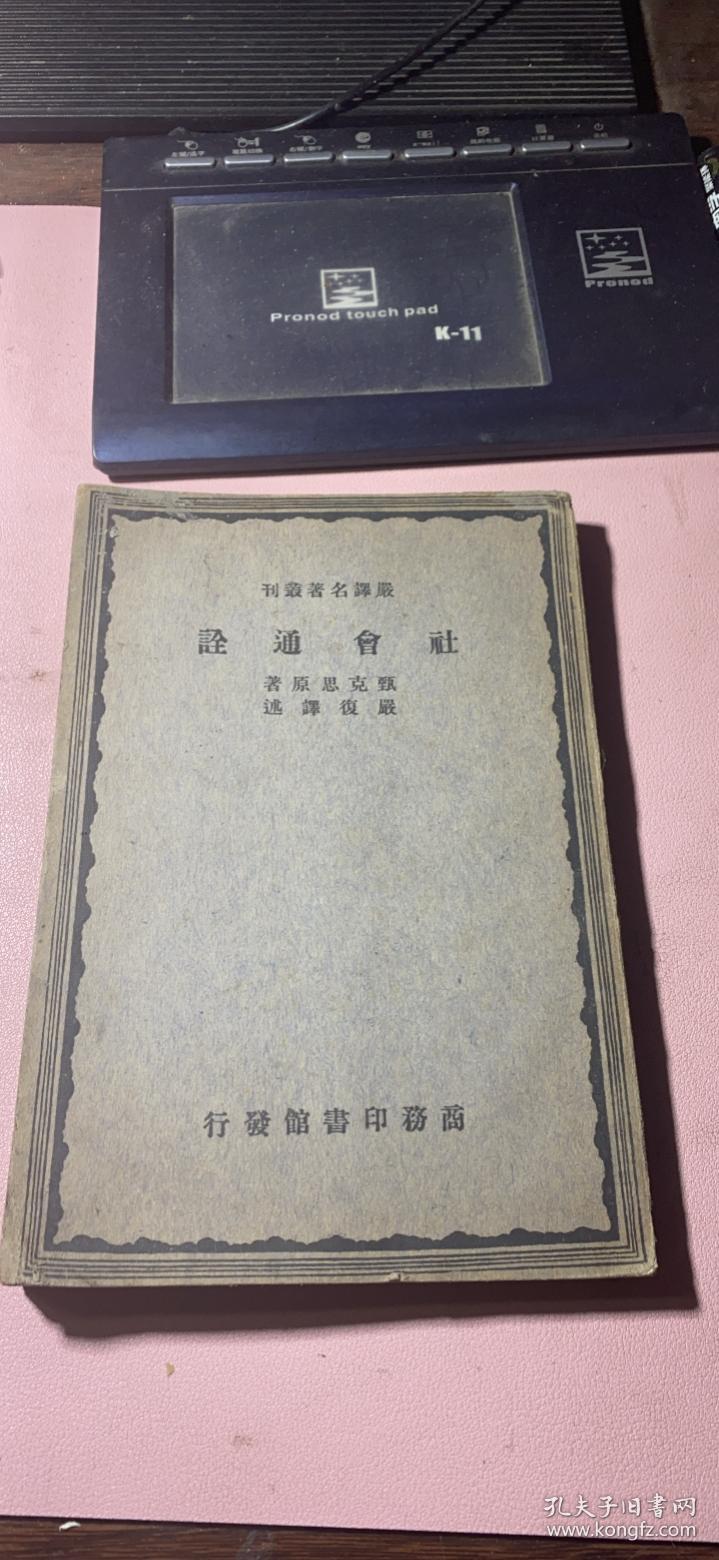 Pronod touch pad
K-11
Pronod
嚴譯名著叢刊
社會通詮
甄克思原著
嚴復譯述
商務印書館發行
孔夫子旧书网
www.kongfz.com